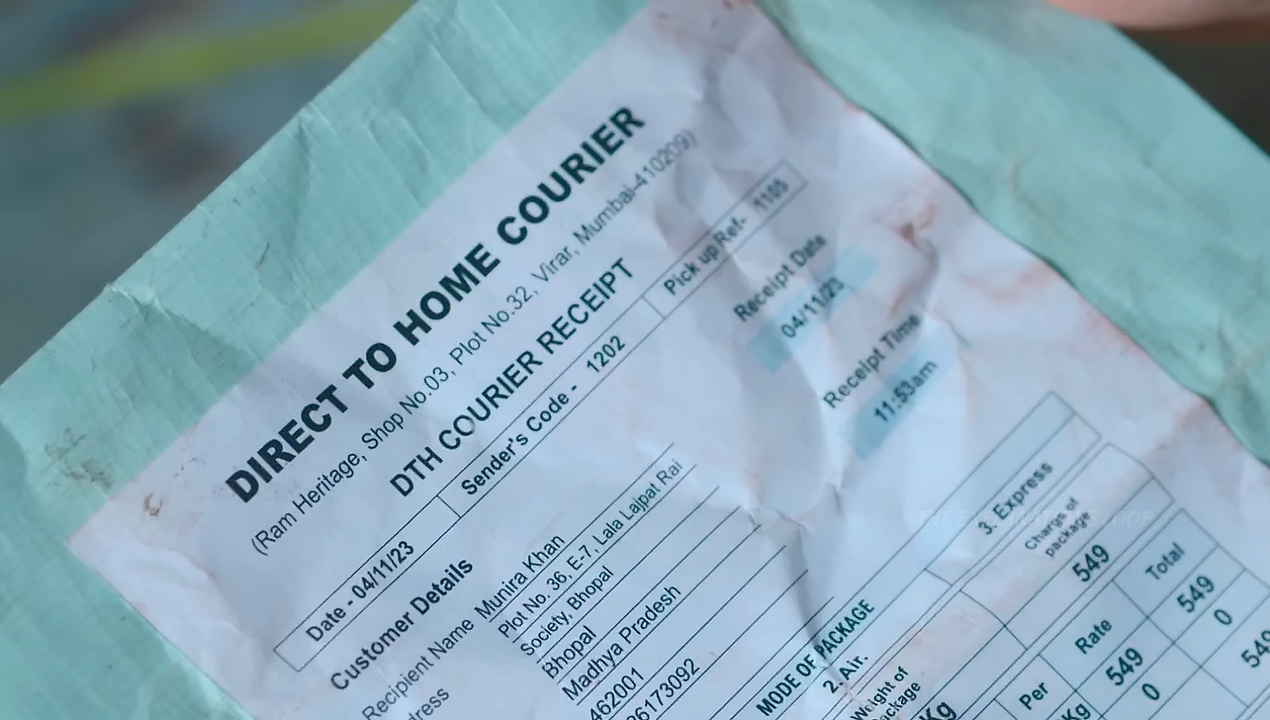 DIRECT TO HOME COURIER
(Ram Heritage, Shop No.03, Plot No.32, Virar, Mumbai-410209)
DTH COURIER RECEIPT
Date - 04/11/23 Sender's Code - 1202 Pick up Ref- 1105
Receipt Date
04/11/23
Receipt Time
11:53am
Customer Details
Recipient Name Munira Khan
Plot No. 36, E-7, Lala Lajpat Rai
Society, Bhopal
Bhopal
Madhya Pradesh
462001
MODE OF PACKAGE
2. Air. 3. Express
Charges of
package
549
Per Rate Total
Kg 549 549
0 0